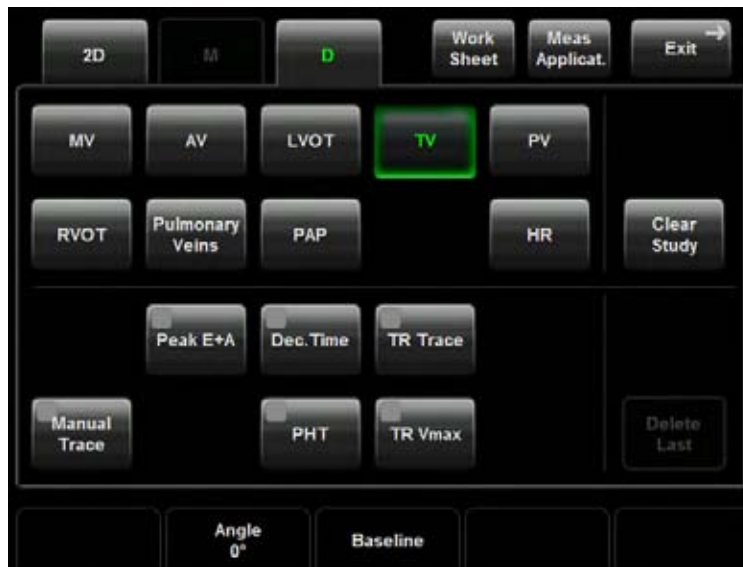 2D
M
D
Work
Sheet
Meas
Applicat.
Exit
MV
AV
LVOT
TV
PV
RVOT
Pulmonary
Veins
PAP
HR
Clear
Study
Peak E+A
Dec.Time
TR Trace
Manual
Trace
PHT
TR Vmax
Delete
Last
Angle
0°
Baseline